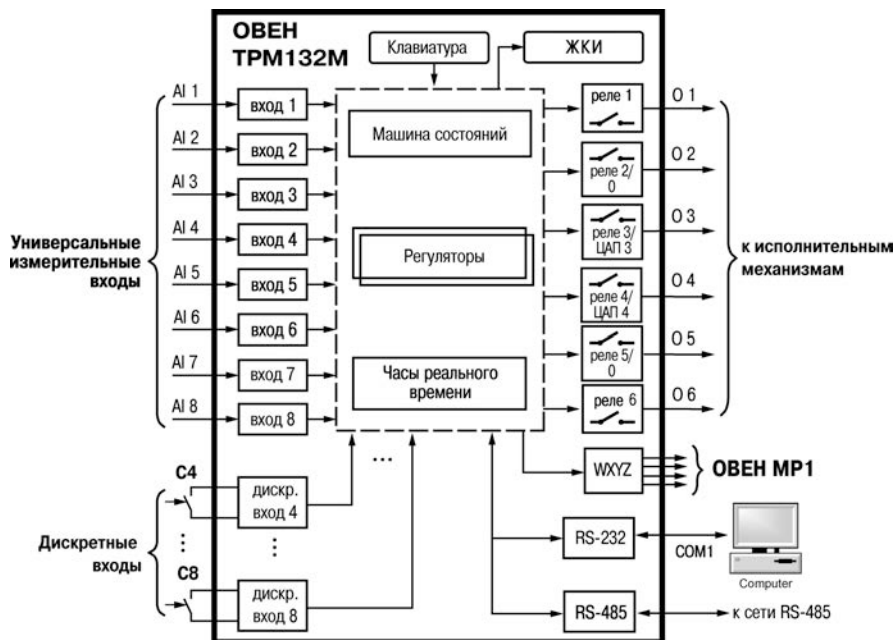 ОВЕН
ТРМ132М
Клавиатура
ЖКИ
AI 1
вход 1
AI 2
вход 2
AI 3
вход 3
AI 4
вход 4
AI 5
вход 5
AI 6
вход 6
AI 7
вход 7
AI 8
вход 8
Универсальные
измерительные
входы
Машина состояний
Регуляторы
Часы реального
времени
реле 1
O 1
реле 2/
0
O 2
реле 3/
ЦАП 3
O 3
реле 4/
ЦАП 4
O 4
реле 5/
0
O 5
реле 6
O 6
к исполнительным
механизмам
...
WXYZ
ОВЕН МР1
C4
дискр.
вход 4
Дискретные
входы
C8
дискр.
вход 8
RS-232
COM1
Computer
RS-485
к сети RS-485